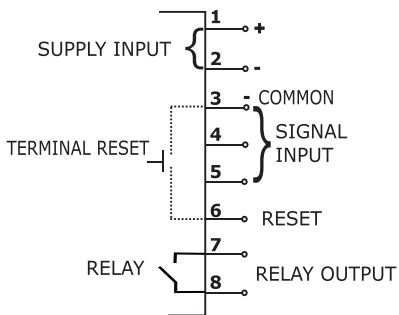 1 +
SUPPLY INPUT
2 -
3 - COMMON
4 SIGNAL
TERMINAL RESET INPUT
5
6 RESET
7
RELAY RELAY OUTPUT
8